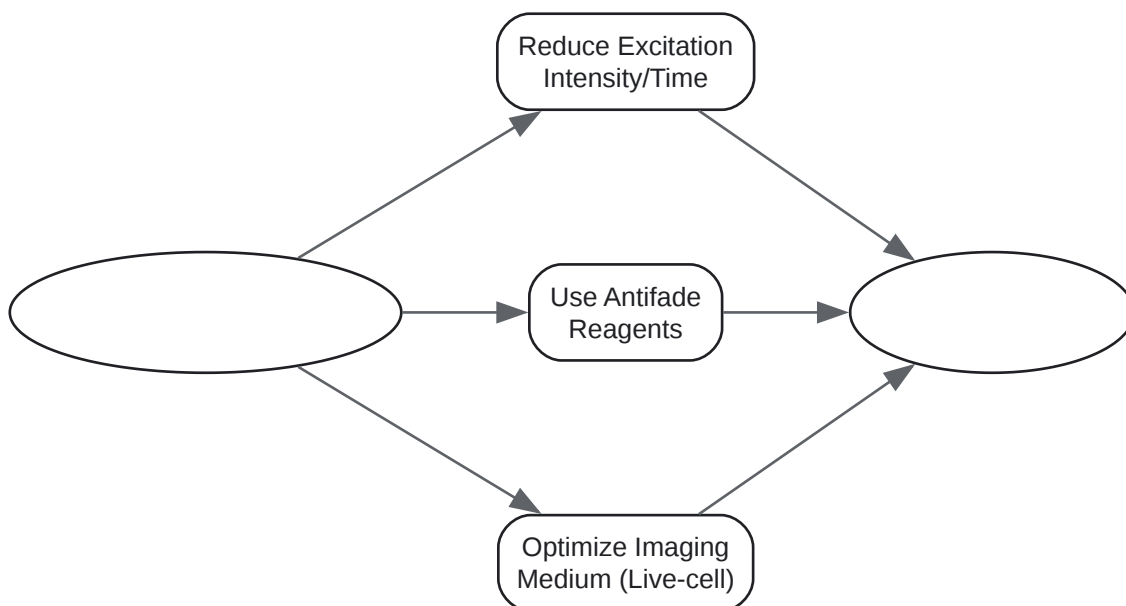 Reduce Excitation
Intensity/Time
Use Antifade
Reagents
Optimize Imaging
Medium (Live-cell)